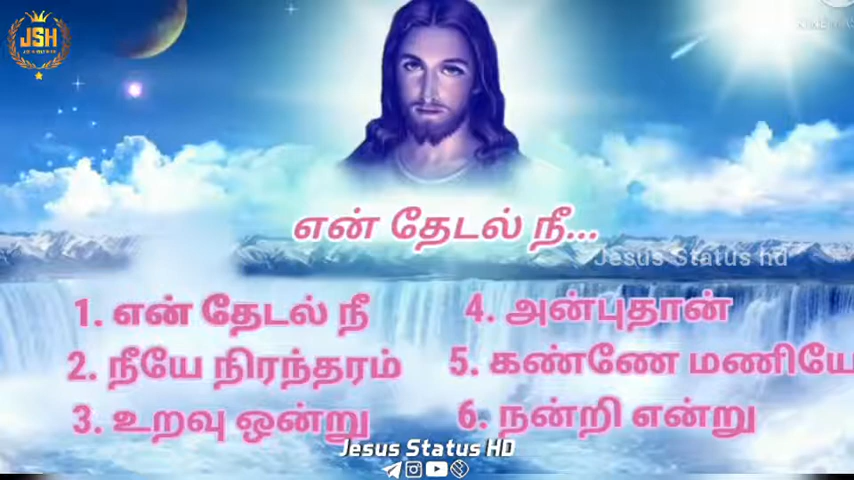 JSH
என் தேடல் நீ...
Jesus Status hd
1. என் தேடல் நீ
2. நீயே நிரந்தரம்
3. உறவு ஒன்று
4. அன்புதான்
5. கண்ணே மணியே
6. நன்றி என்று
Jesus Status HD